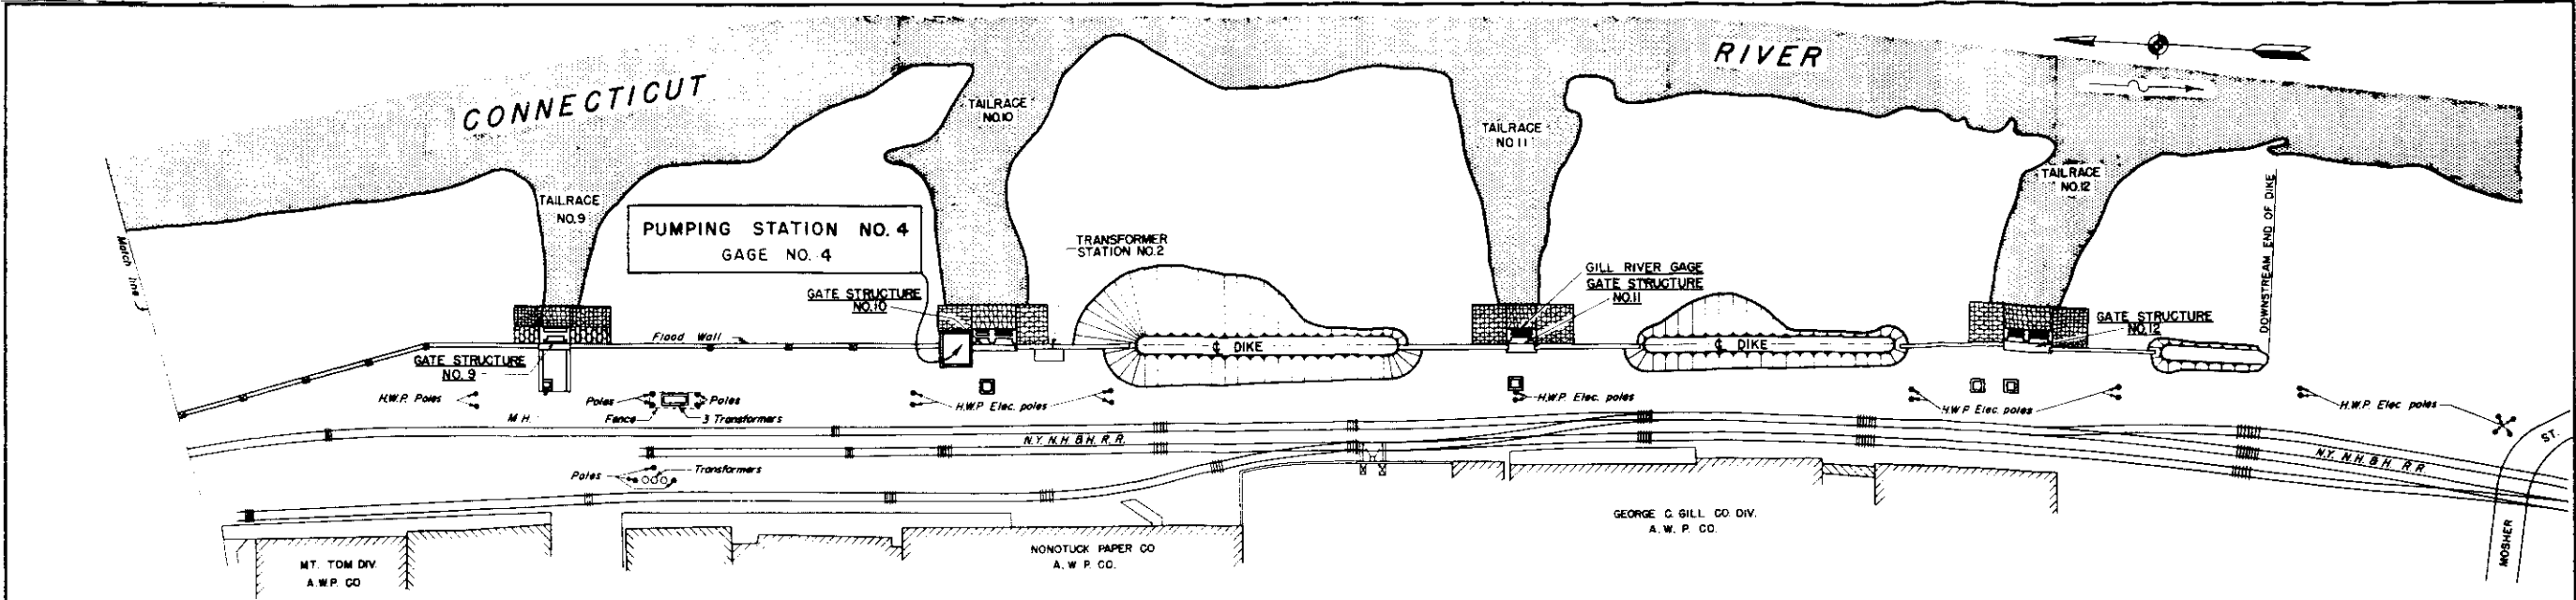 CONNECTICUT
RIVER
TAILRACE
NO.10
TAILRACE
NO 11
TAILRACE
NO.12
TAILRACE
NO. 9
PUMPING STATION NO. 4
GAGE NO. 4
TRANSFORMER
STATION NO.2
GILL RIVER GAGE
GATE STRUCTURE
NO.11
GATE STRUCTURE
NO.10
GATE STRUCTURE
NO.12
DOWNSTREAM END OF DIKE
Match line
Flood Wall
GATE STRUCTURE
NO. 9
℄ DIKE
℄ DIKE
H.W.P. Poles
Poles
Poles
Fence
3 Transformers
M H
H.W.P. Elec. poles
H.W.P. Elec. poles
H.W.P. Elec. poles
H.W.P. Elec poles
N.Y. N.H. & H. R. R.
N.Y. N.H. & H. R R
Poles
Transformers
ST.
MOSHER
MT. TOM DIV.
A.W.P. CO
NONOTUCK PAPER CO
A. W P. CO.
GEORGE C. GILL CO. DIV.
A. W. P. CO.